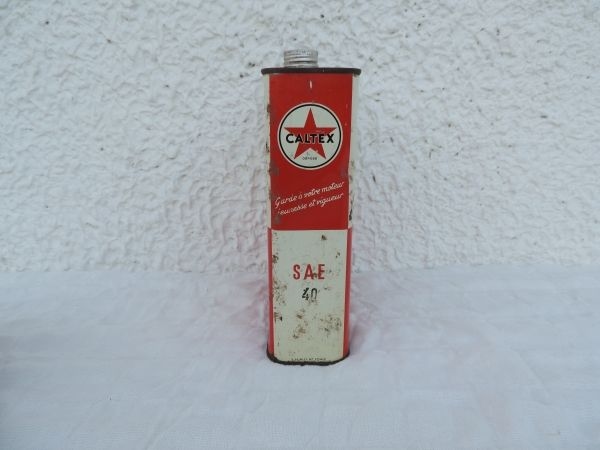 CALTEX
Garde à votre moteur
jeunesse et vigueur
SAE
40